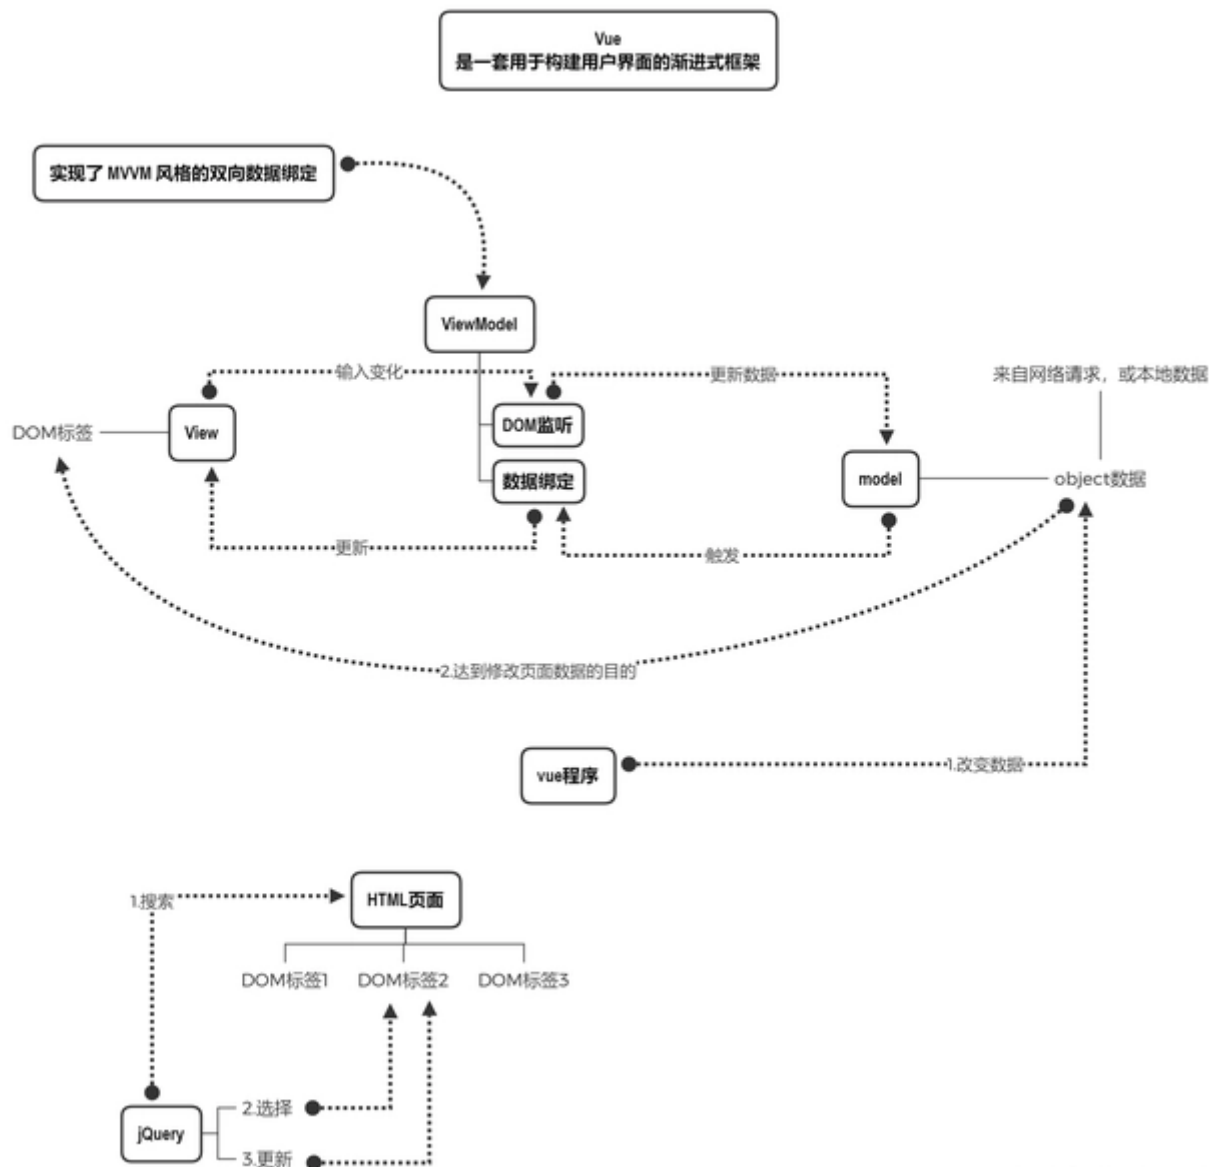 Vue
是一套用于构建用户界面的渐进式框架
实现了 MVVM 风格的双向数据绑定
ViewModel
输入变化
更新数据
来自网络请求，或本地数据
DOM标签
View
DOM监听
数据绑定
model
object数据
更新
触发
2.达到修改页面数据的目的
vue程序
1.改变数据
1.搜索
HTML页面
DOM标签1
DOM标签2
DOM标签3
jQuery
2.选择
3.更新